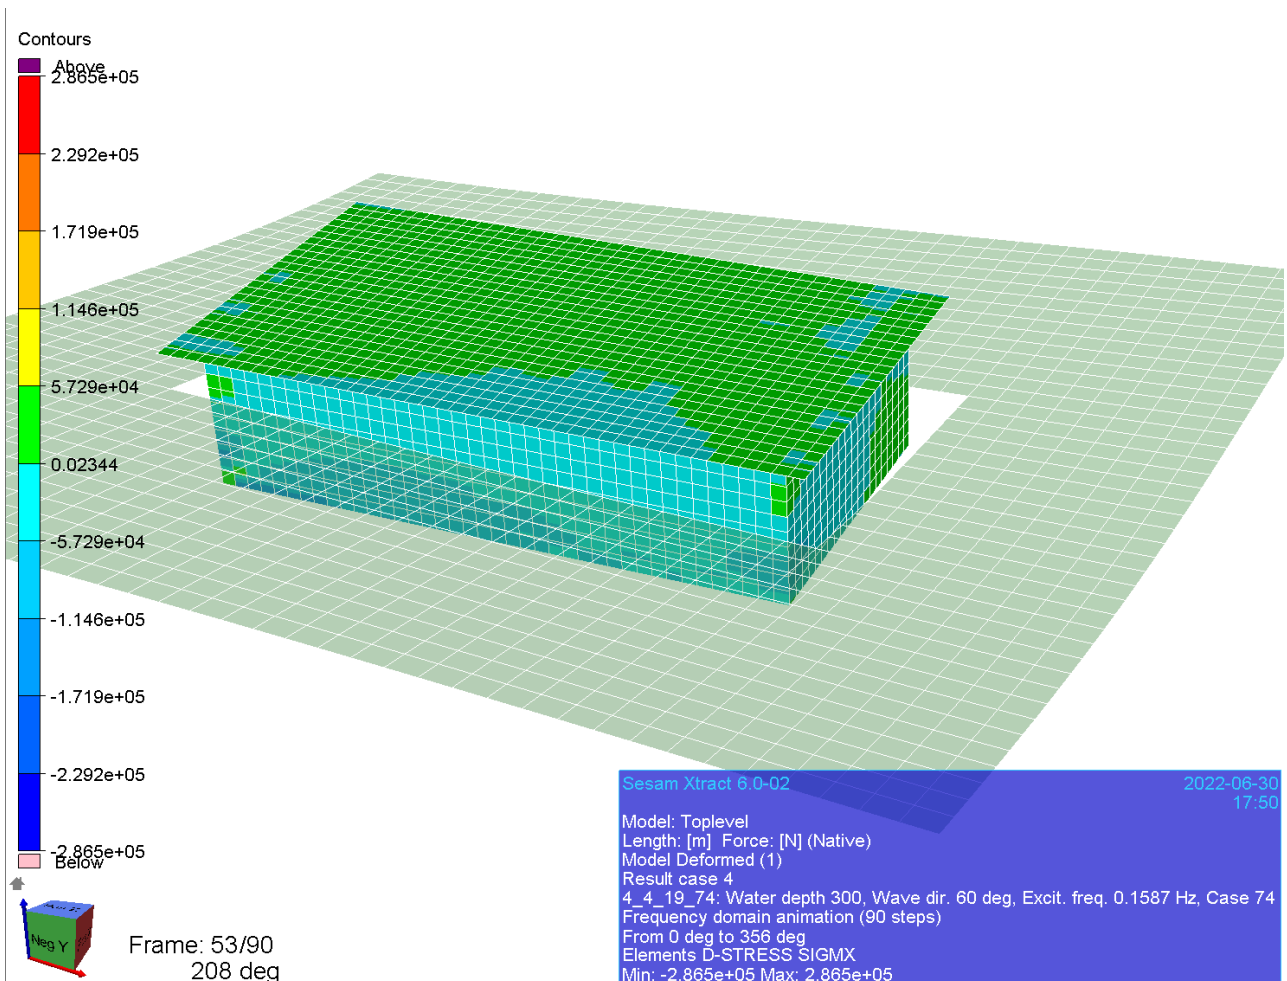 Contours
Above
2.865e+05
2.292e+05
1.719e+05
1.146e+05
5.729e+04
0.02344
-5.729e+04
-1.146e+05
-1.719e+05
-2.292e+05
-2.865e+05
Below
Neg Y
Frame: 53/90
208 deg
Sesam Xtract 6.0-02 2022-06-30
17:50
Model: Toplevel
Length: [m] Force: [N] (Native)
Model Deformed (1)
Result case 4
4_4_19_74: Water depth 300, Wave dir. 60 deg, Excit. freq. 0.1587 Hz, Case 74
Frequency domain animation (90 steps)
From 0 deg to 356 deg
Elements D-STRESS SIGMX
Min: -2.865e+05 Max: 2.865e+05